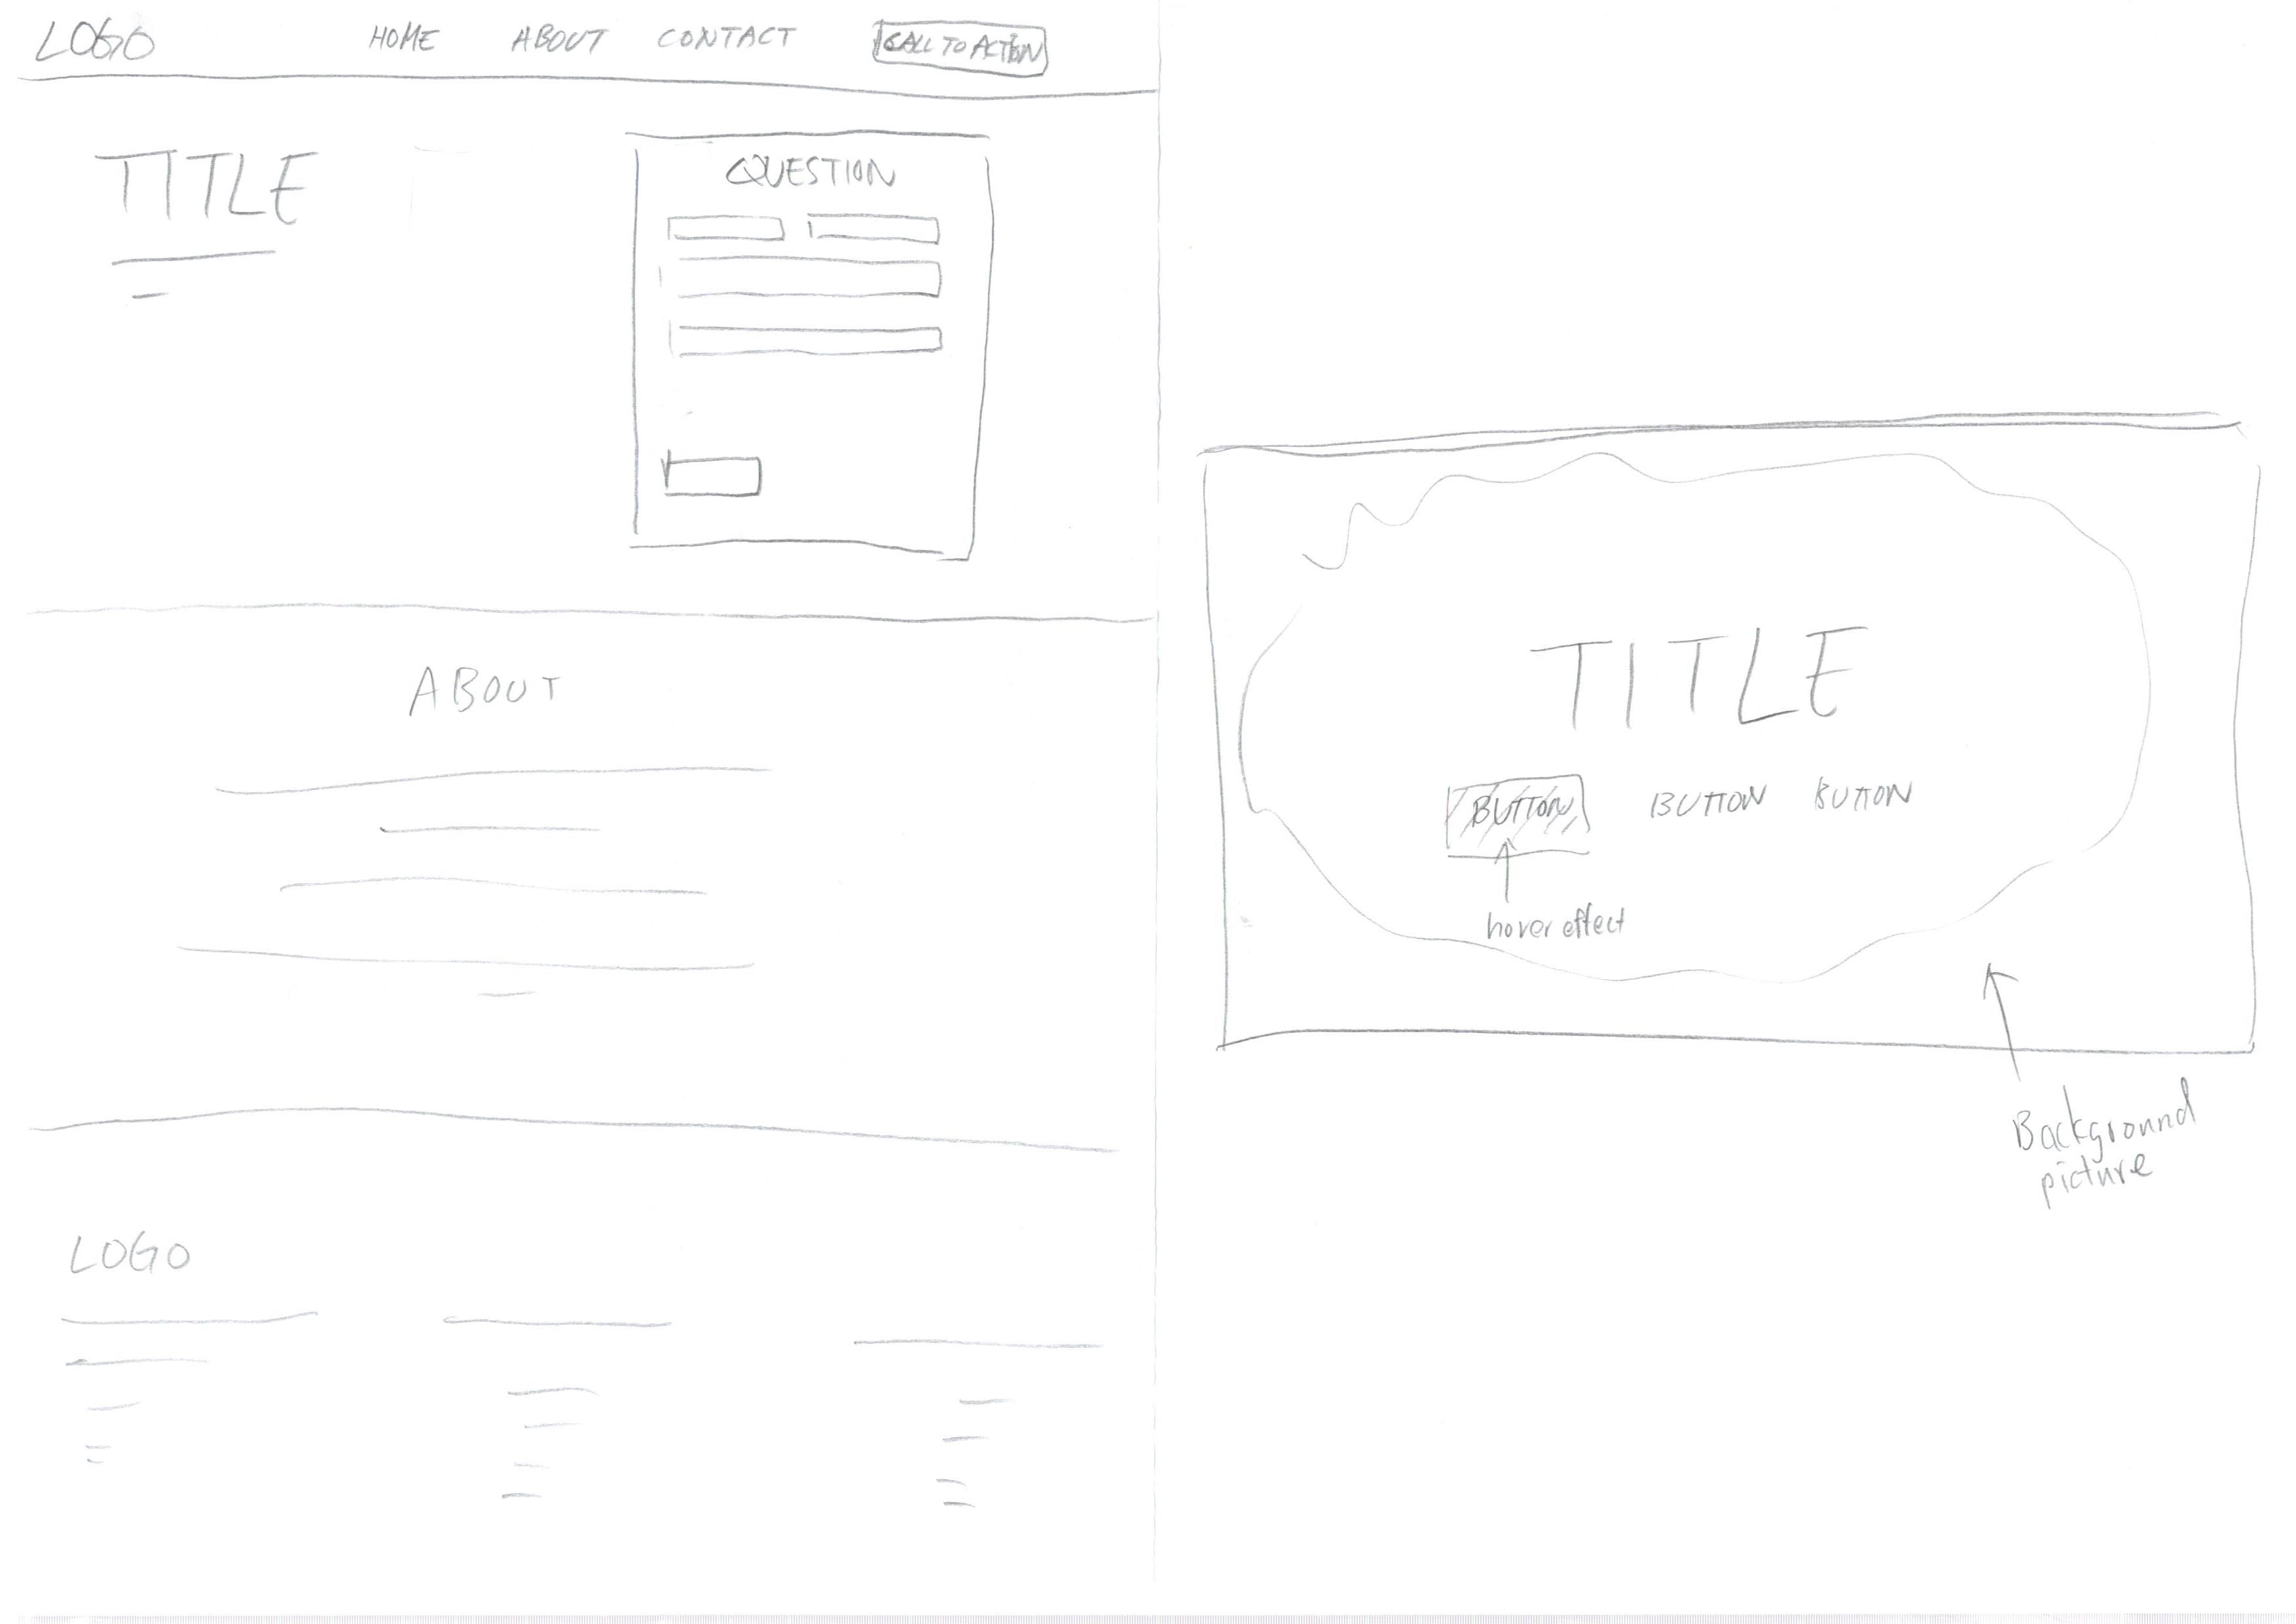 LOGO HOME ABOUT CONTACT CALL TO ACTION
TITLE
QUESTION
ABOUT
LOGO
TITLE
BUTTON BUTTON BUTTON
hover effect
Background
picture